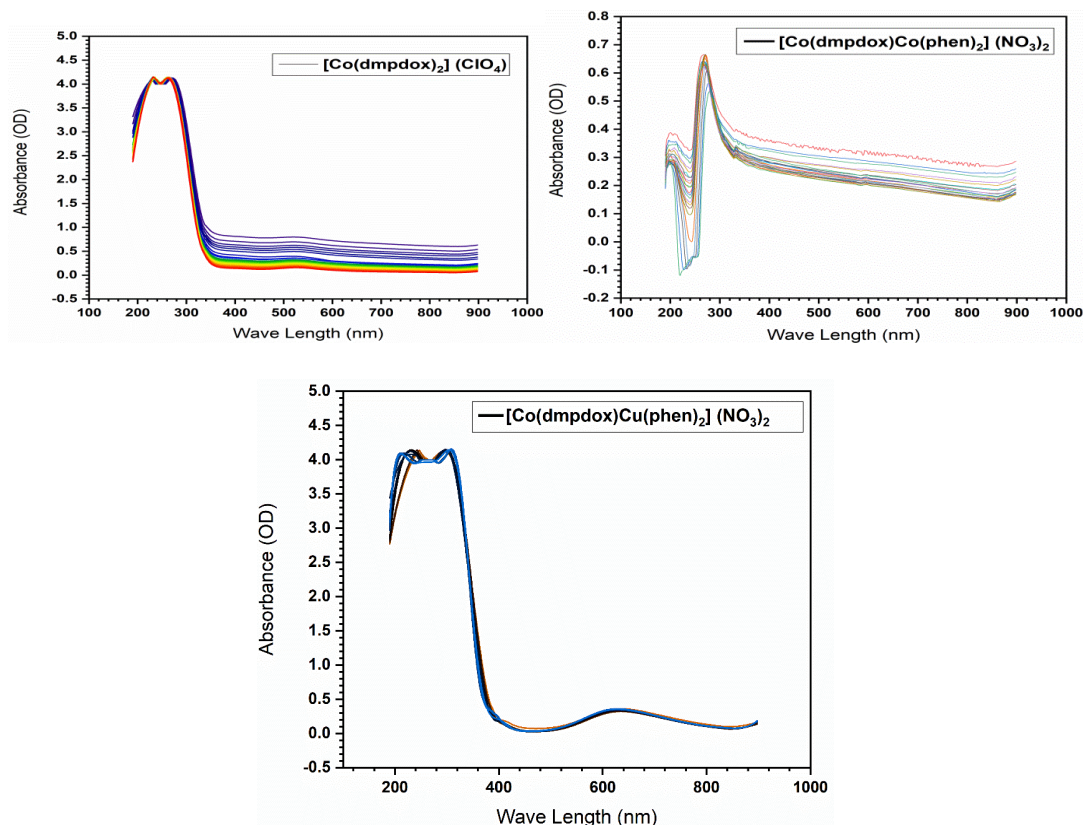 [Co(dmpdox)₂] (ClO₄)
5.0
4.5
4.0
3.5
3.0
2.5
2.0
1.5
1.0
0.5
0.0
-0.5
Absorbance (OD)
100 200 300 400 500 600 700 800 900 1000
Wave Length (nm)
[Co(dmpdox)Co(phen)₂] (NO₃)₂
0.8
0.7
0.6
0.5
0.4
0.3
0.2
0.1
0.0
-0.1
-0.2
Absorbance (OD)
100 200 300 400 500 600 700 800 900 1000
Wave Length (nm)
[Co(dmpdox)Cu(phen)₂] (NO₃)₂
5.0
4.5
4.0
3.5
3.0
2.5
2.0
1.5
1.0
0.5
0.0
-0.5
Absorbance (OD)
200 400 600 800 1000
Wave Length (nm)